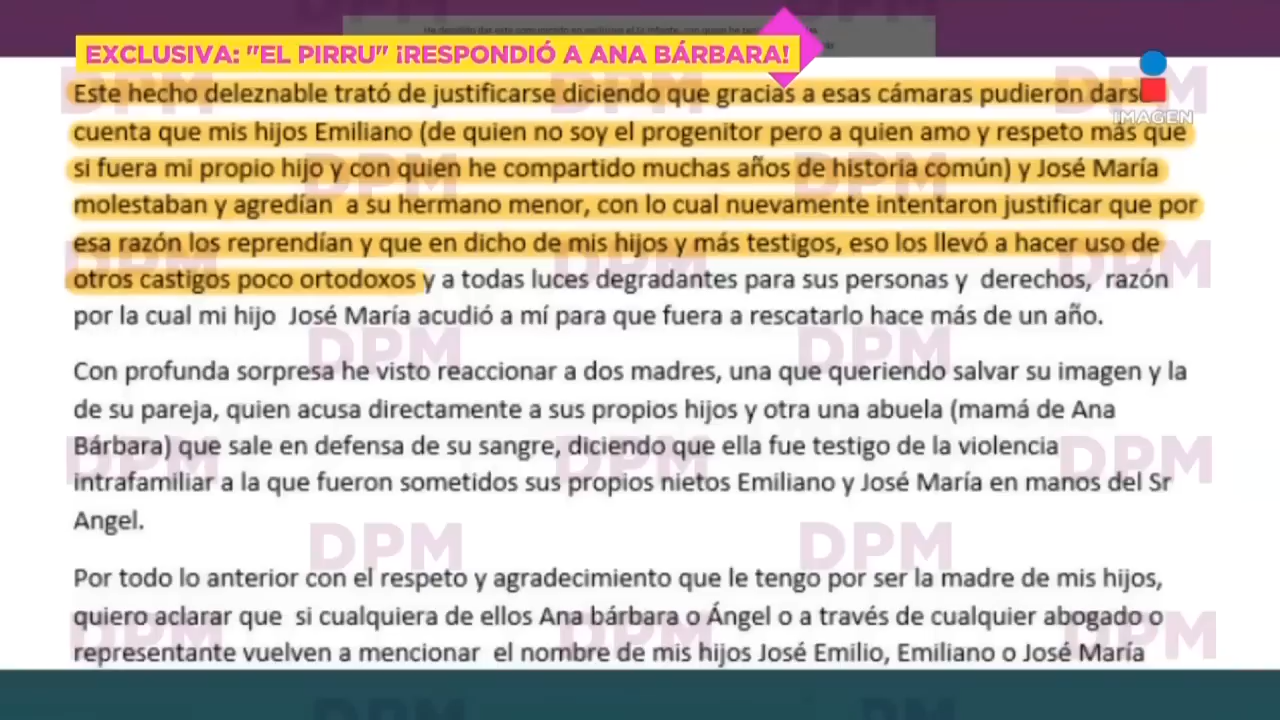 EXCLUSIVA: "EL PIRRU" ¡RESPONDIÓ A ANA BÁRBARA!
IMAGEN
Este hecho deleznable trató de justificarse diciendo que gracias a esas cámaras pudieron darse
cuenta que mis hijos Emiliano (de quien no soy el progenitor pero a quien amo y respeto más que
si fuera mi propio hijo y con quien he compartido muchas años de historia común) y José María
molestaban y agredían a su hermano menor, con lo cual nuevamente intentaron justificar que por
esa razón los reprendían y que en dicho de mis hijos y más testigos, eso los llevó a hacer uso de
otros castigos poco ortodoxos y a todas luces degradantes para sus personas y derechos, razón
por la cual mi hijo José María acudió a mí para que fuera a rescatarlo hace más de un año.
Con profunda sorpresa he visto reaccionar a dos madres, una que queriendo salvar su imagen y la
de su pareja, quien acusa directamente a sus propios hijos y otra una abuela (mamá de Ana
Bárbara) que sale en defensa de su sangre, diciendo que ella fue testigo de la violencia
intrafamiliar a la que fueron sometidos sus propios nietos Emiliano y José María en manos del Sr
Angel.
Por todo lo anterior con el respeto y agradecimiento que le tengo por ser la madre de mis hijos,
quiero aclarar que si cualquiera de ellos Ana bárbara o Ángel o a través de cualquier abogado o
representante vuelven a mencionar el nombre de mis hijos José Emilio, Emiliano o José María
DPM